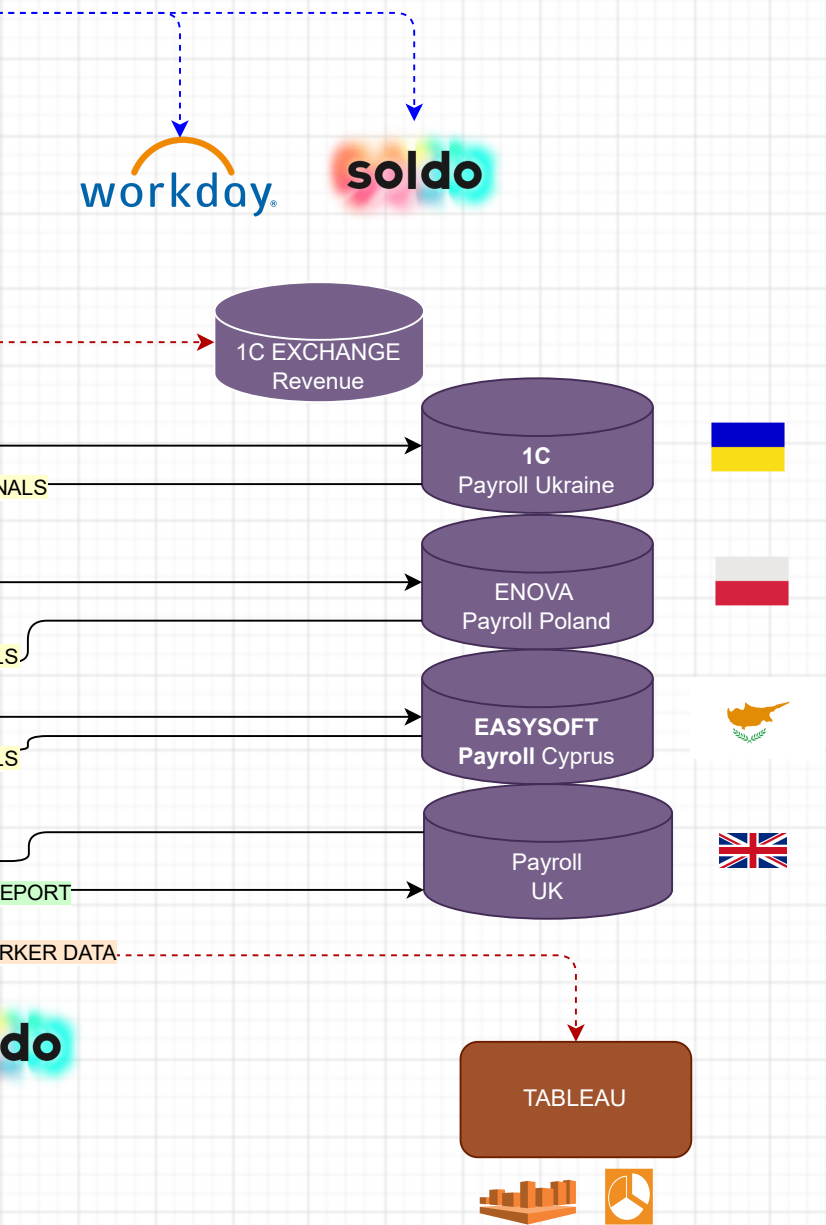 workday®
soldo
1C EXCHANGE
Revenue
1C
Payroll Ukraine
NALS
ENOVA
Payroll Poland
LS
EASYSOFT
Payroll Cyprus
LS
Payroll
UK
EPORT
RKER DATA
do
TABLEAU